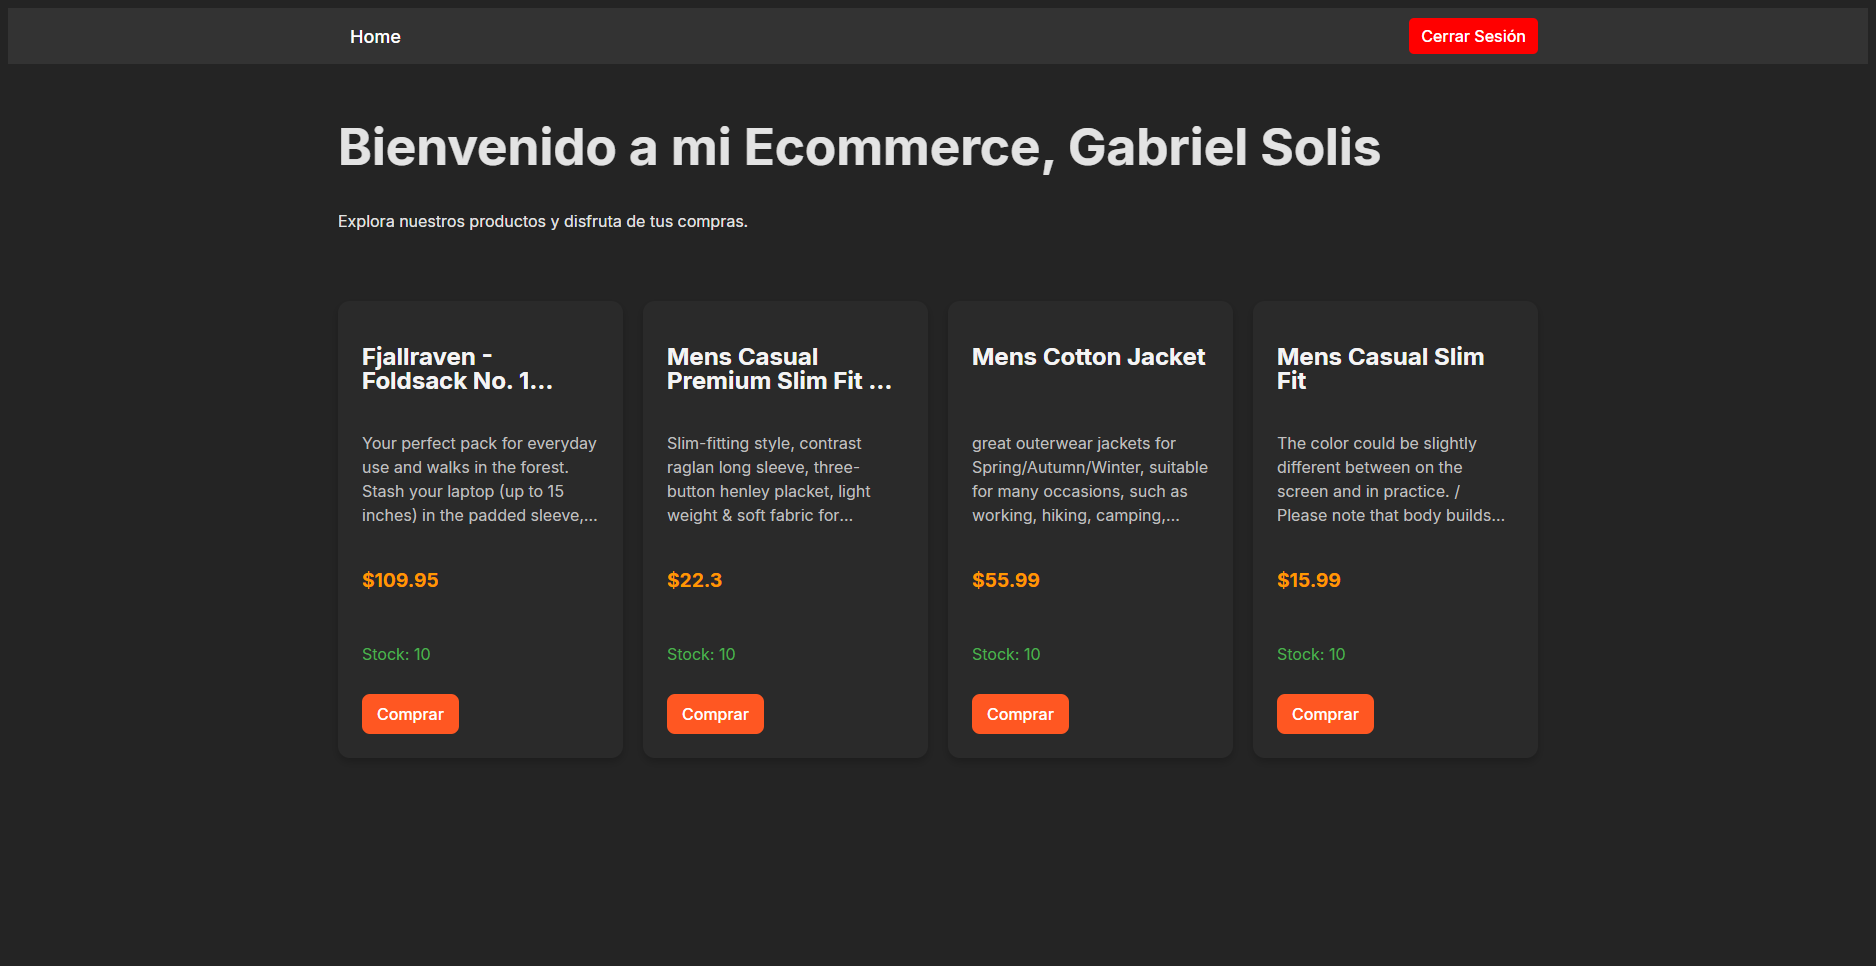 Home
Cerrar Sesión
Bienvenido a mi Ecommerce, Gabriel Solis
Explora nuestros productos y disfruta de tus compras.
Fjallraven -
Foldsack No. 1...
Your perfect pack for everyday
use and walks in the forest.
Stash your laptop (up to 15
inches) in the padded sleeve,...
$109.95
Stock: 10
Comprar
Mens Casual
Premium Slim Fit ...
Slim-fitting style, contrast
raglan long sleeve, three-
button henley placket, light
weight & soft fabric for...
$22.3
Stock: 10
Comprar
Mens Cotton Jacket
great outerwear jackets for
Spring/Autumn/Winter, suitable
for many occasions, such as
working, hiking, camping,...
$55.99
Stock: 10
Comprar
Mens Casual Slim
Fit
The color could be slightly
different between on the
screen and in practice. /
Please note that body builds...
$15.99
Stock: 10
Comprar